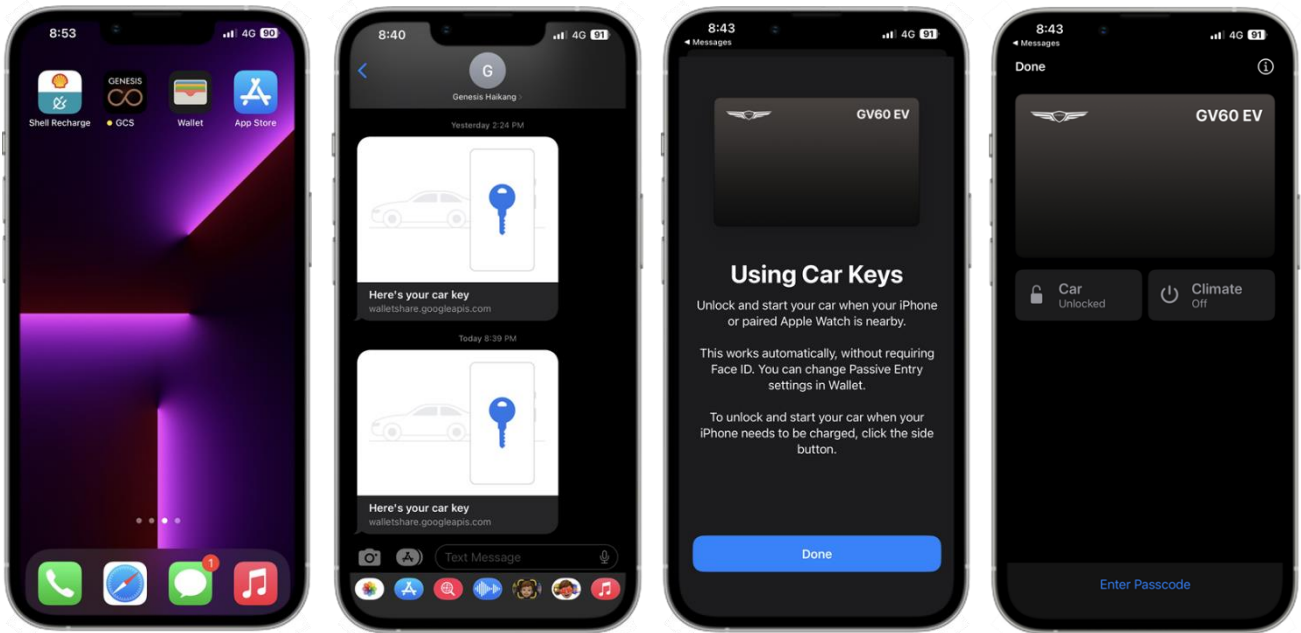 8:53
4G 90
Shell Recharge
GENESIS
GCS
Wallet
App Store
1
8:40
4G 91
G
Genesis Haikang
Yesterday 2:24 PM
Here's your car key
walletshare.googleapis.com
Today 8:39 PM
Here's your car key
walletshare.googleapis.com
Text Message
8:43
4G 91
Messages
GV60 EV
Using Car Keys
Unlock and start your car when your iPhone
or paired Apple Watch is nearby.
This works automatically, without requiring
Face ID. You can change Passive Entry
settings in Wallet.
To unlock and start your car when your
iPhone needs to be charged, click the side
button.
Done
8:43
4G 91
Messages
Done
GV60 EV
Car
Unlocked
Climate
Off
Enter Passcode